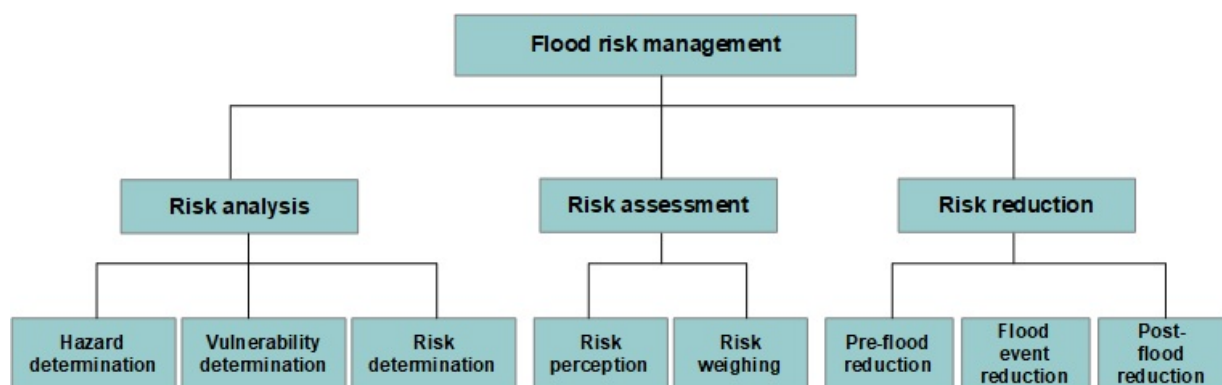 Flood risk management
Risk analysis
Risk assessment
Risk reduction
Hazard
determination
Vulnerability
determination
Risk
determination
Risk
perception
Risk
weighing
Pre-flood
reduction
Flood
event
reduction
Post-
flood
reduction